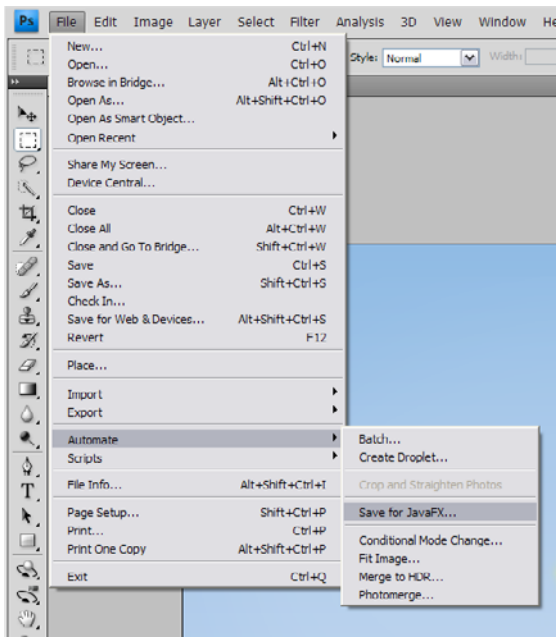 Ps File Edit Image Layer Select Filter Analysis 3D View Window
Style: Normal Width:
New... Ctrl+N
Open... Ctrl+O
Browse in Bridge... Alt+Ctrl+O
Open As... Alt+Shift+Ctrl+O
Open As Smart Object...
Open Recent
Share My Screen...
Device Central...
Close Ctrl+W
Close All Alt+Ctrl+W
Close and Go To Bridge... Shift+Ctrl+W
Save Ctrl+S
Save As... Shift+Ctrl+S
Check In...
Save for Web & Devices... Alt+Shift+Ctrl+S
Revert F12
Place...
Import
Export
Automate
Scripts
File Info... Alt+Shift+Ctrl+I
Page Setup... Shift+Ctrl+P
Print... Ctrl+P
Print One Copy Alt+Shift+Ctrl+P
Exit Ctrl+Q
Batch...
Create Droplet...
Crop and Straighten Photos
Save for JavaFX...
Conditional Mode Change...
Fit Image...
Merge to HDR...
Photomerge...